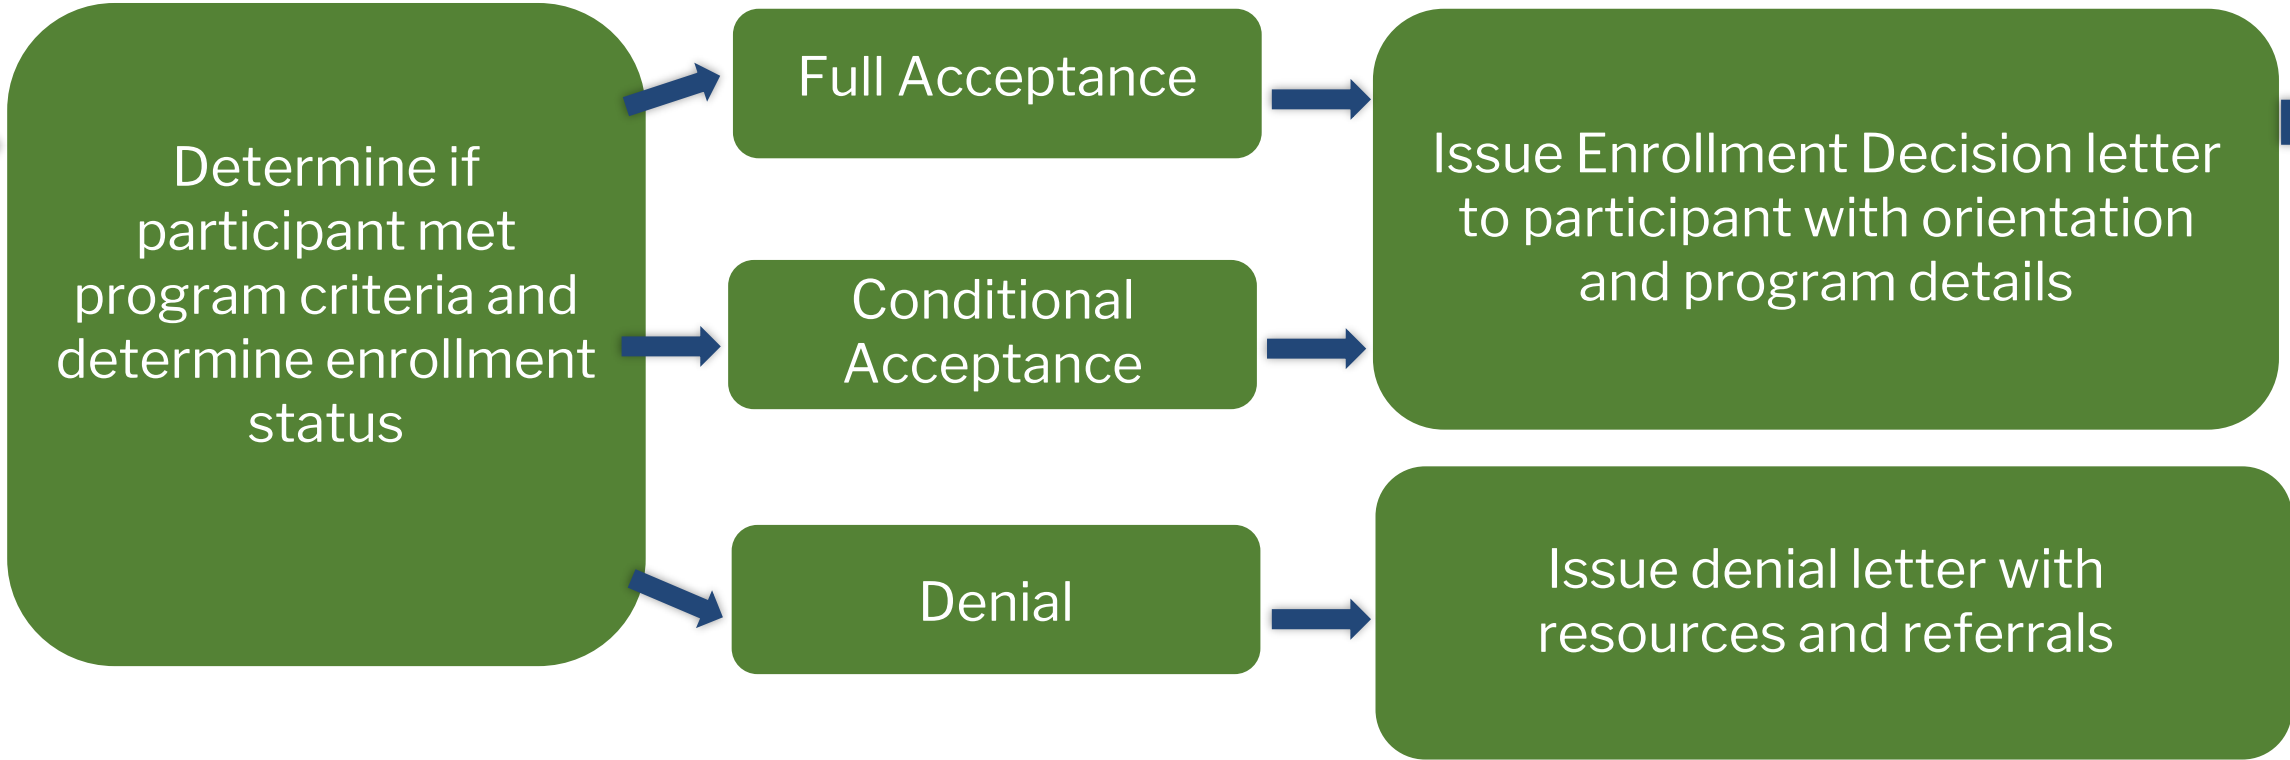 Determine if
participant met
program criteria and
determine enrollment
status
Full Acceptance
Conditional
Acceptance
Denial
Issue Enrollment Decision letter
to participant with orientation
and program details
Issue denial letter with
resources and referrals